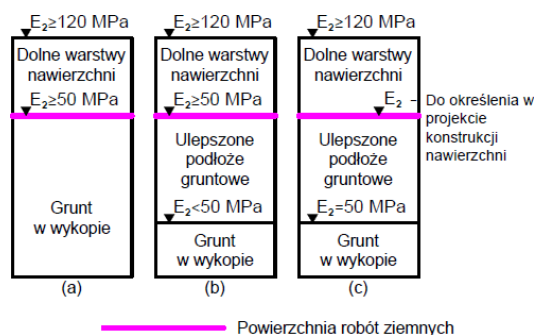 E₂≥120 MPa
Dolne warstwy
nawierzchni
E₂≥50 MPa
Grunt
w wykopie
(a)
E₂≥120 MPa
Dolne warstwy
nawierzchni
E₂≥50 MPa
Ulepszone
podłoże
gruntowe
E₂<50 MPa
Grunt
w wykopie
(b)
E₂≥120 MPa
Dolne warstwy
nawierzchni
E₂ - Do określenia w
projekcie
konstrukcji
nawierzchni
Ulepszone
podłoże
gruntowe
E₂=50 MPa
Grunt
w wykopie
(c)
Powierzchnia robót ziemnych